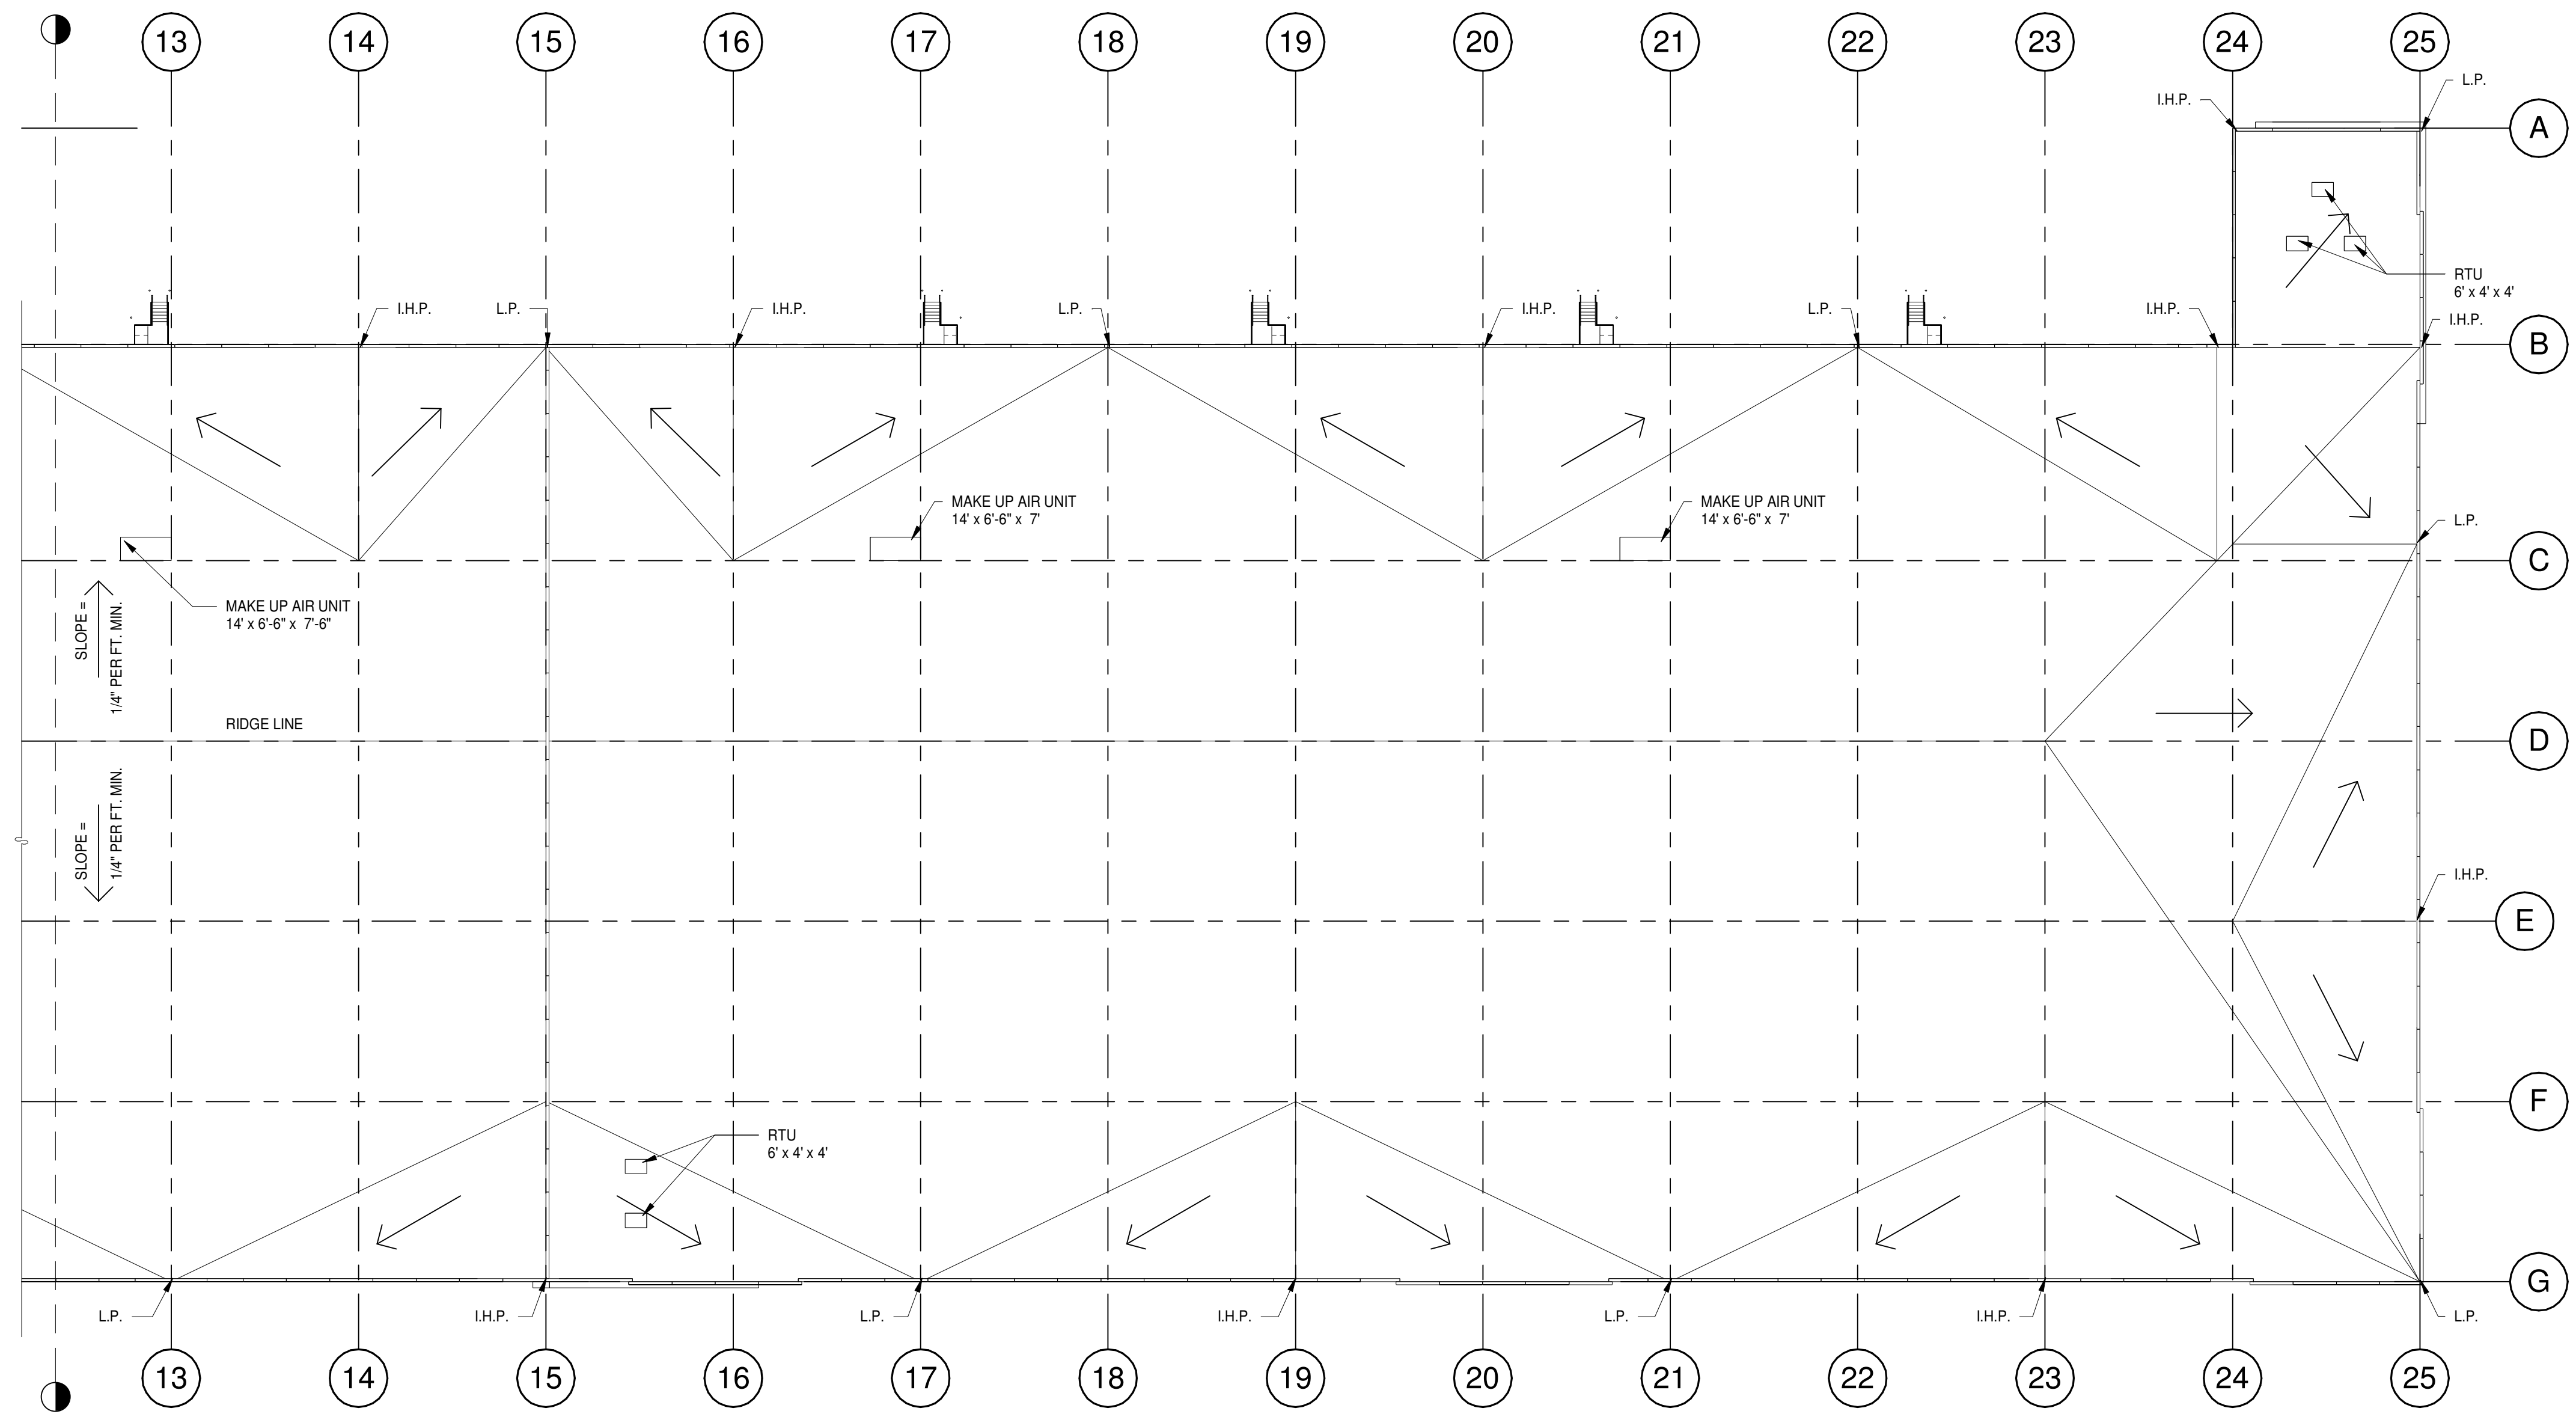 13 14 15 16 17 18 19 20 21 22 23 24 25
L.P.
I.H.P.
A
RTU
6' x 4' x 4'
I.H.P. L.P. I.H.P. L.P. I.H.P. L.P. I.H.P. I.H.P.
B
MAKE UP AIR UNIT
14' x 6'-6" x 7'
MAKE UP AIR UNIT
14' x 6'-6" x 7'
L.P.
C
MAKE UP AIR UNIT
14' x 6'-6" x 7'-6"
SLOPE =
1/4" PER FT. MIN.
RIDGE LINE
D
SLOPE =
1/4" PER FT. MIN.
I.H.P.
E
F
RTU
6' x 4' x 4'
G
L.P. I.H.P. L.P. I.H.P. L.P. I.H.P. L.P.
13 14 15 16 17 18 19 20 21 22 23 24 25